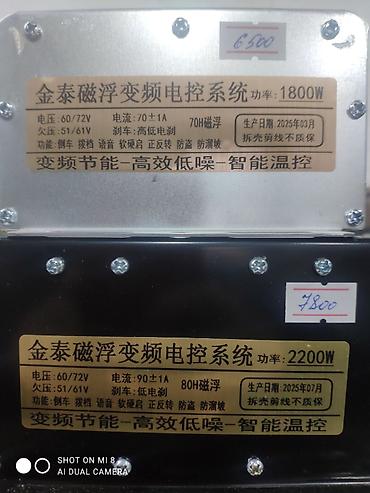 6500
金泰磁浮变频电控系统 功率:1800W
电压:60/72V 电流:70±1A 70H磁浮 生产日期:2025年03月
欠压:51/61V 刹车:高低电刹 拆壳剪线不质保
功能:倒车 拨档 语音 软硬启 正反转 防盗 防溜坡
变频节能-高效低噪-智能温控
7800
金泰磁浮变频电控系统 功率:2200W
电压:60/72V 电流:90±1A 80H磁浮 生产日期:2025年07月
欠压:51/61V 刹车:低电刹 拆壳剪线不质保
功能:倒车 拨档 语音 软硬启 正反转 防盗 防溜坡
变频节能-高效低噪-智能温控
SHOT ON MI 8
AI DUAL CAMERA